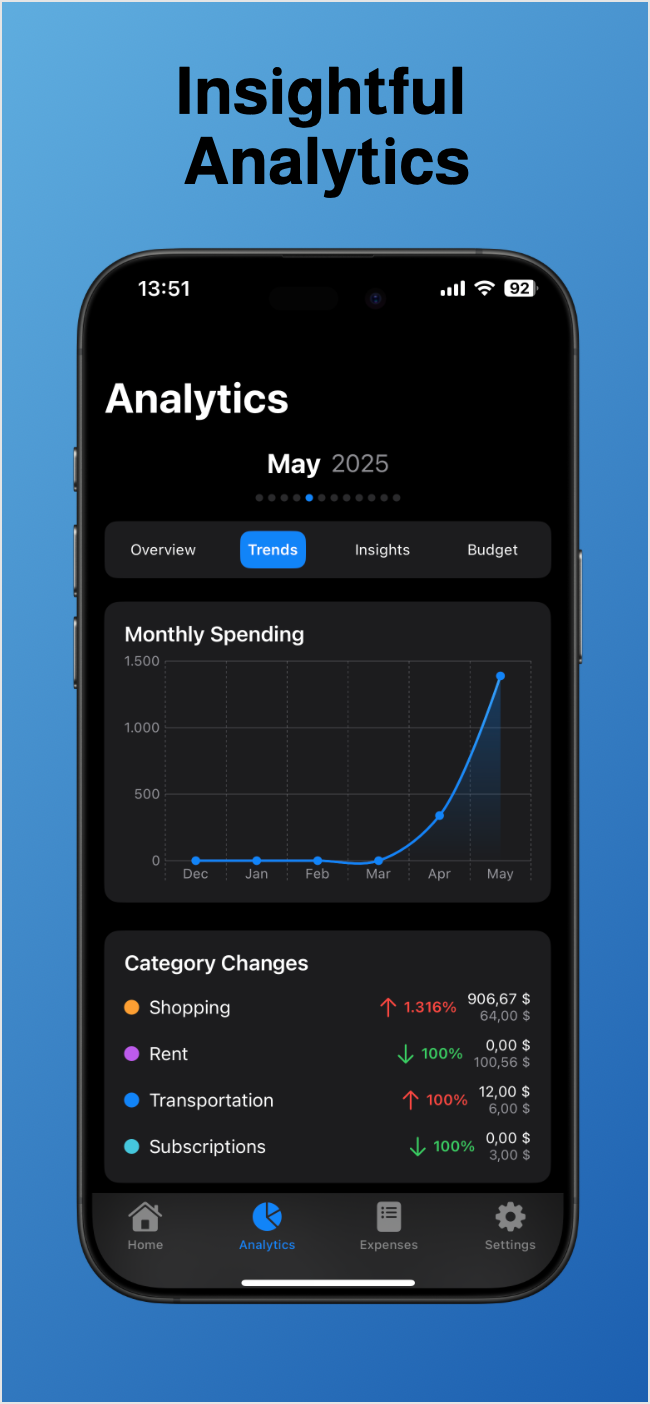 Insightful
Analytics
13:51
92
Analytics
May 2025
Overview Trends Insights Budget
Monthly Spending
1.500
1.000
500
0
Dec Jan Feb Mar Apr May
Category Changes
Shopping 1.316% 906,67 $
64,00 $
Rent 100% 0,00 $
100,56 $
Transportation 100% 12,00 $
6,00 $
Subscriptions 100% 0,00 $
3,00 $
Home Analytics Expenses Settings